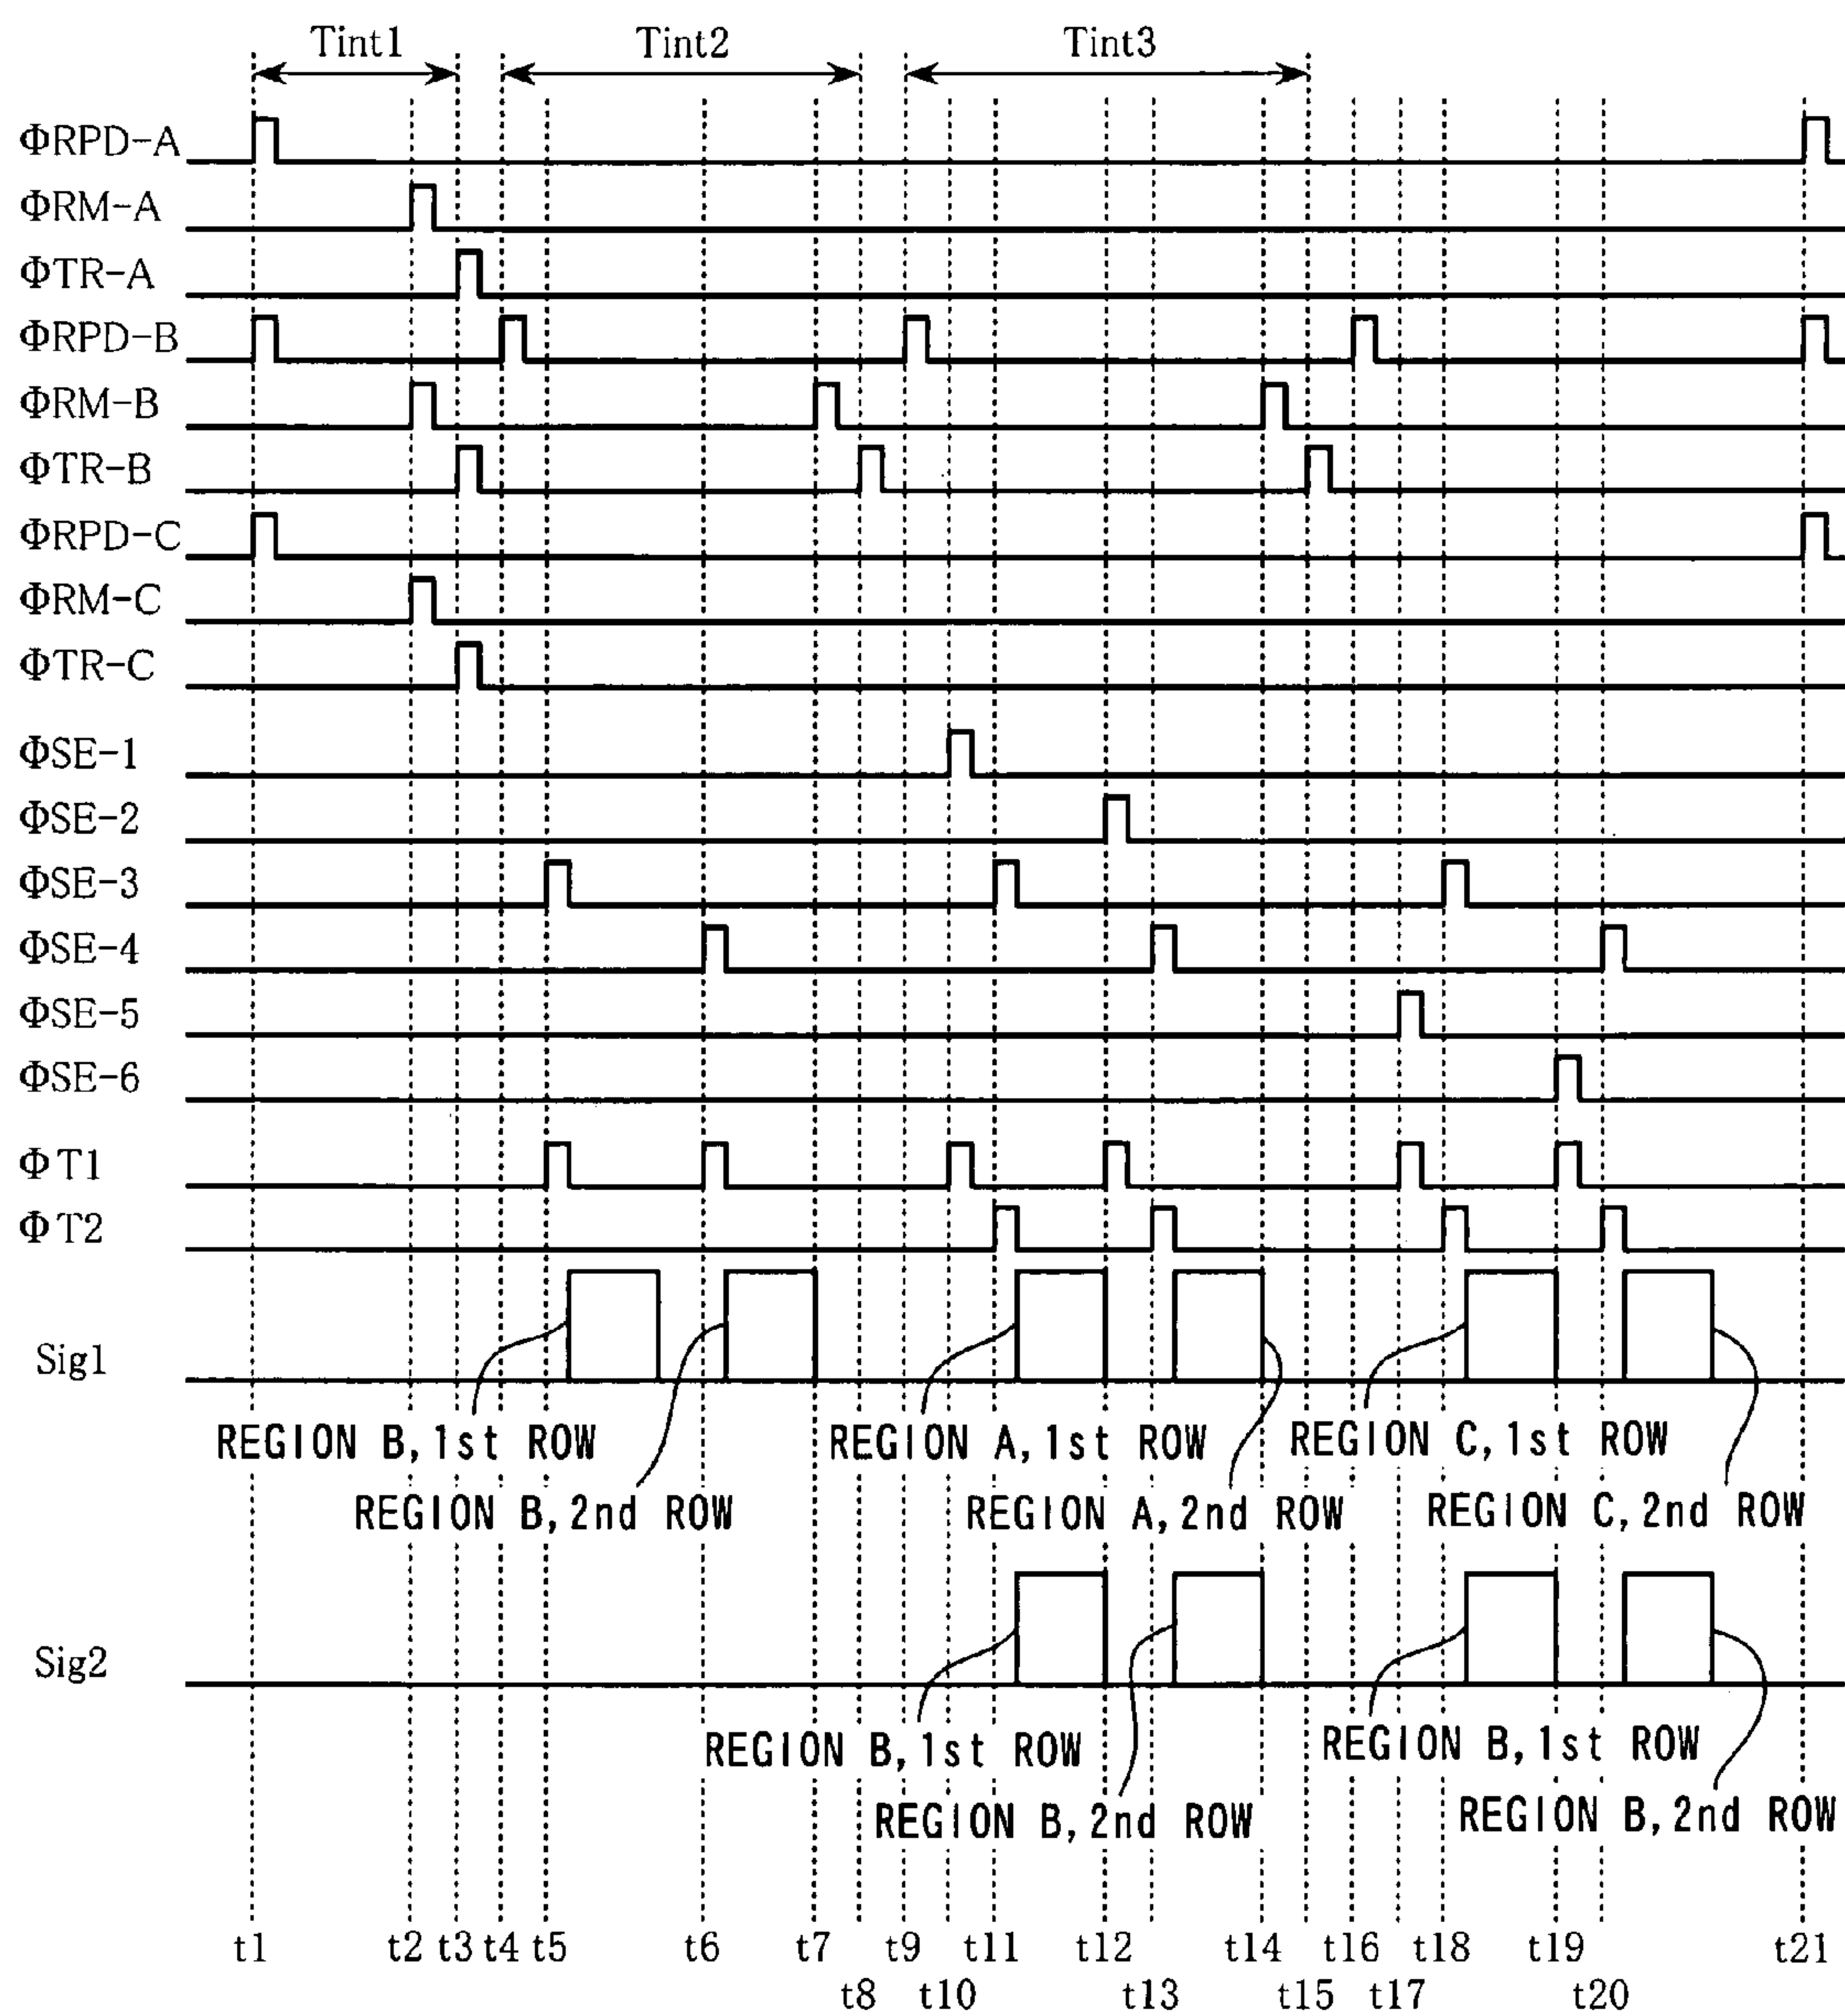 Tint1 Tint2 Tint3
ΦRPD-A
ΦRM-A
ΦTR-A
ΦRPD-B
ΦRM-B
ΦTR-B
ΦRPD-C
ΦRM-C
ΦTR-C
ΦSE-1
ΦSE-2
ΦSE-3
ΦSE-4
ΦSE-5
ΦSE-6
ΦT1
ΦT2
Sig1
REGION B, 1st ROW REGION A, 1st ROW REGION C, 1st ROW
REGION B, 2nd ROW REGION A, 2nd ROW REGION C, 2nd ROW
Sig2
REGION B, 1st ROW REGION B, 1st ROW
REGION B, 2nd ROW REGION B, 2nd ROW
t1 t2 t3 t4 t5 t6 t7 t9 t11 t12 t14 t16 t18 t19 t21
t8 t10 t13 t15 t17 t20